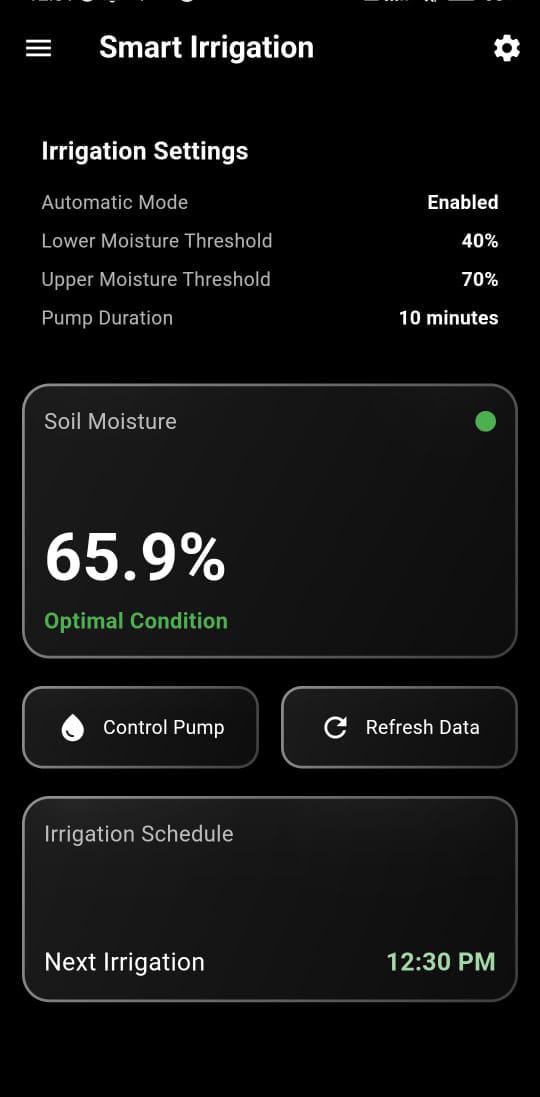 Smart Irrigation
Irrigation Settings
Automatic Mode Enabled
Lower Moisture Threshold 40%
Upper Moisture Threshold 70%
Pump Duration 10 minutes
Soil Moisture
65.9%
Optimal Condition
Control Pump Refresh Data
Irrigation Schedule
Next Irrigation 12:30 PM